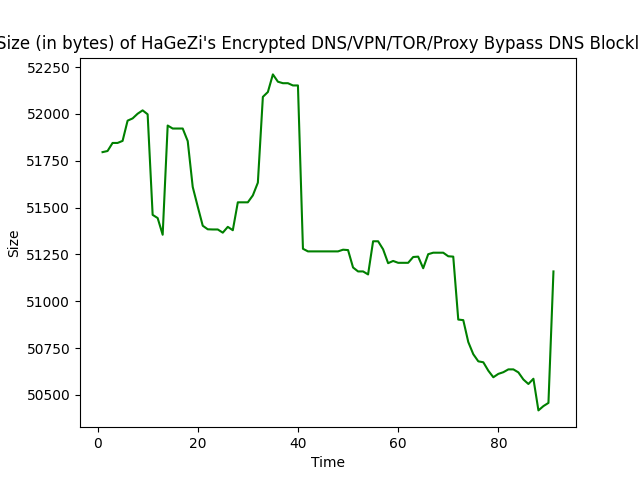 Size (in bytes) of HaGeZi's Encrypted DNS/VPN/TOR/Proxy Bypass DNS Blockl
52250
52000
51750
51500
51250
51000
50750
50500
Size
0 20 40 60 80
Time